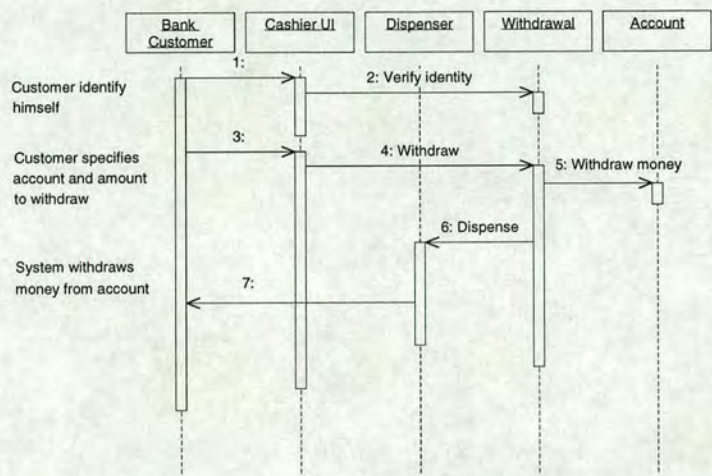 Bank
Customer
Cashier UI
Dispenser
Withdrawal
Account
1:
Customer identify
himself
2: Verify identity
3:
Customer specifies
account and amount
to withdraw
4: Withdraw
5: Withdraw money
6: Dispense
System withdraws
money from account
7: